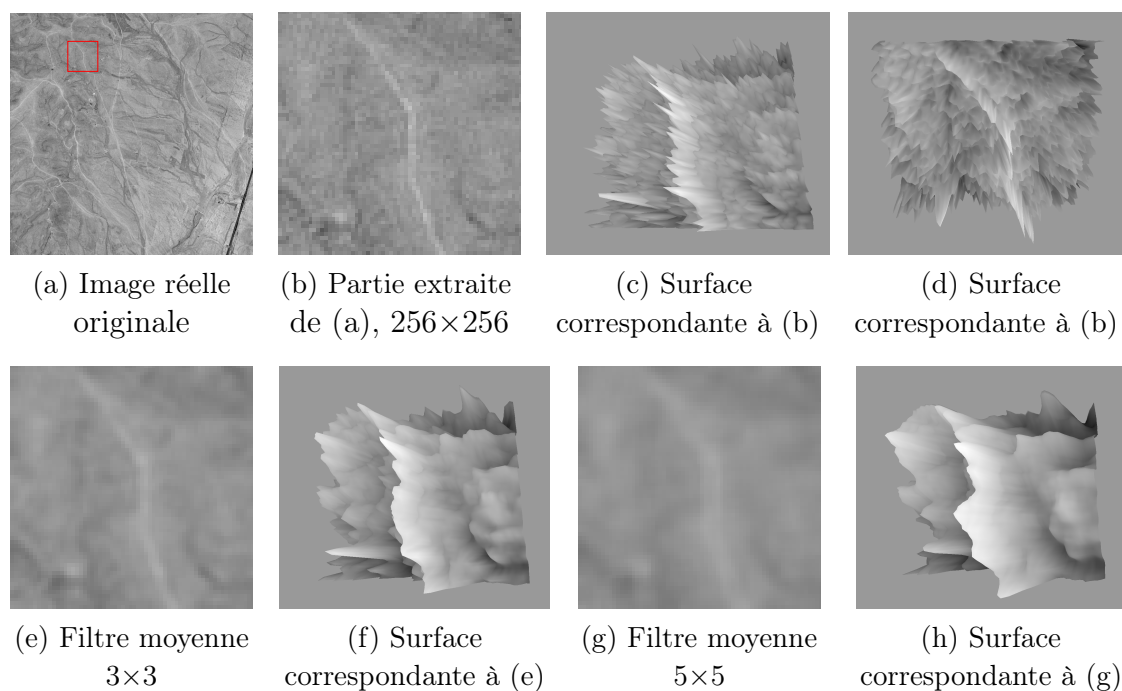 (a) Image réelle
originale
(b) Partie extraite
de (a), 256×256
(c) Surface
correspondante à (b)
(d) Surface
correspondante à (b)
(e) Filtre moyenne
3×3
(f) Surface
correspondante à (e)
(g) Filtre moyenne
5×5
(h) Surface
correspondante à (g)